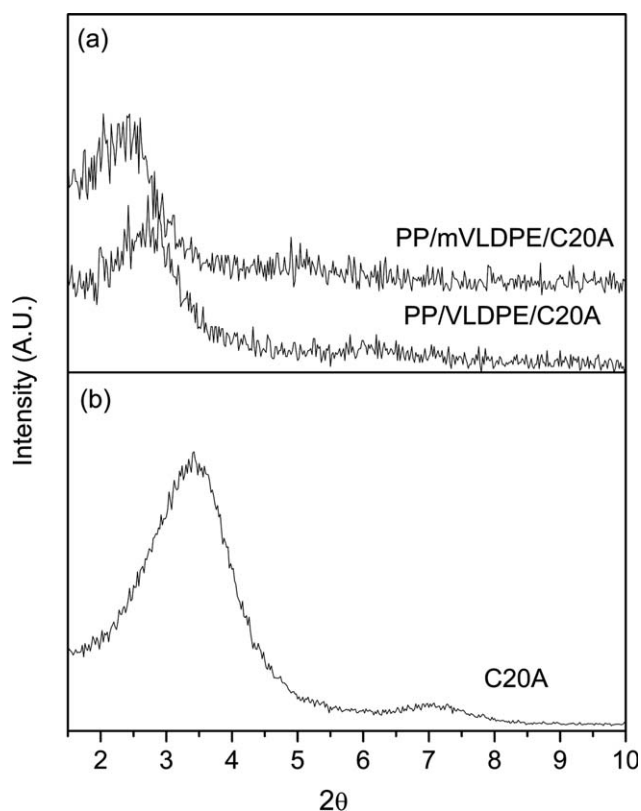 (a)
PP/mVLDPE/C20A
PP/VLDPE/C20A
Intensity (A.U.)
(b)
C20A
2 3 4 5 6 7 8 9 10
2θ